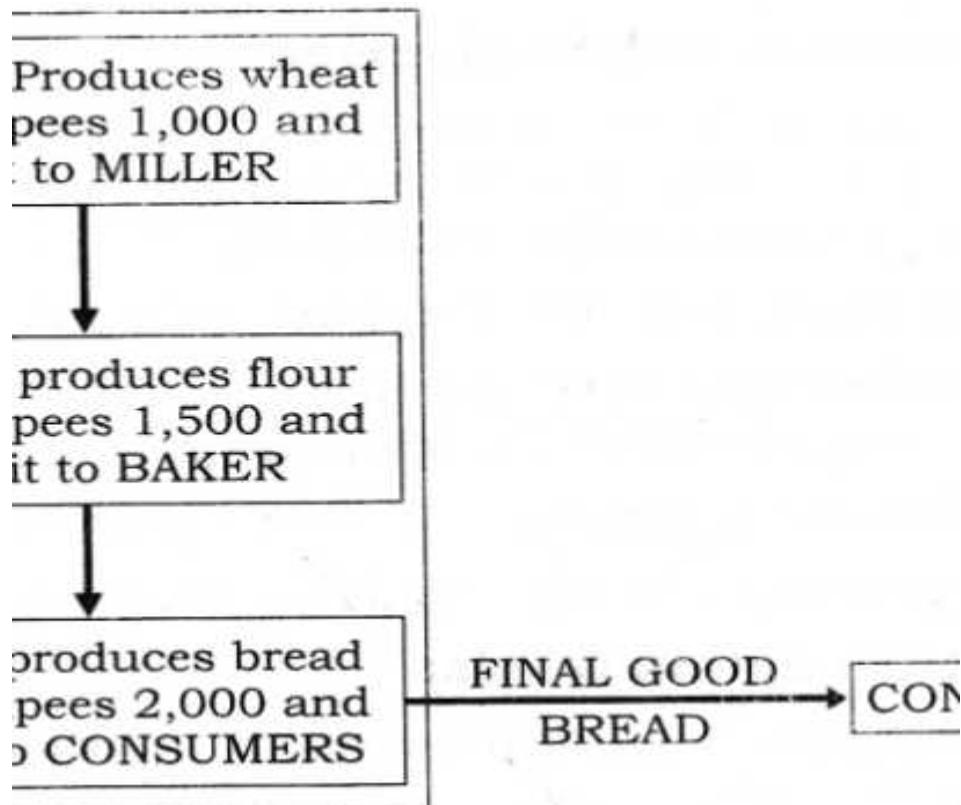 Produces wheat
pees 1,000 and
to MILLER
produces flour
pees 1,500 and
it to BAKER
produces bread
pees 2,000 and
CONSUMERS
FINAL GOOD
BREAD
CON